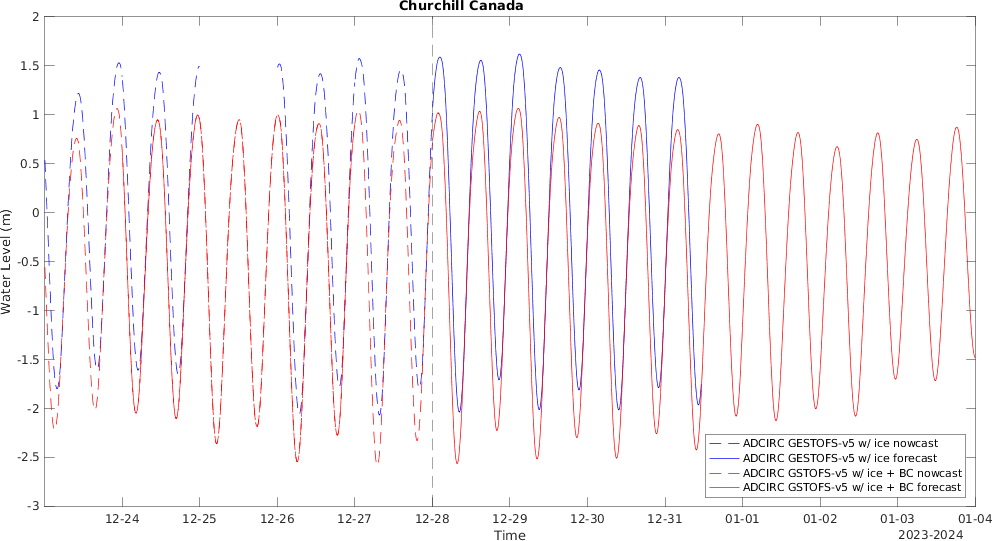 Churchill Canada
2
1.5
1
0.5
0
-0.5
-1
-1.5
-2
-2.5
-3
Water Level (m)
12-24 12-25 12-26 12-27 12-28 12-29 12-30 12-31 01-01 01-02 01-03 01-04
Time
2023-2024
ADCIRC GESTOFS-v5 w/ ice nowcast
ADCIRC GESTOFS-v5 w/ ice forecast
ADCIRC GSTOFS-v5 w/ ice + BC nowcast
ADCIRC GSTOFS-v5 w/ ice + BC forecast